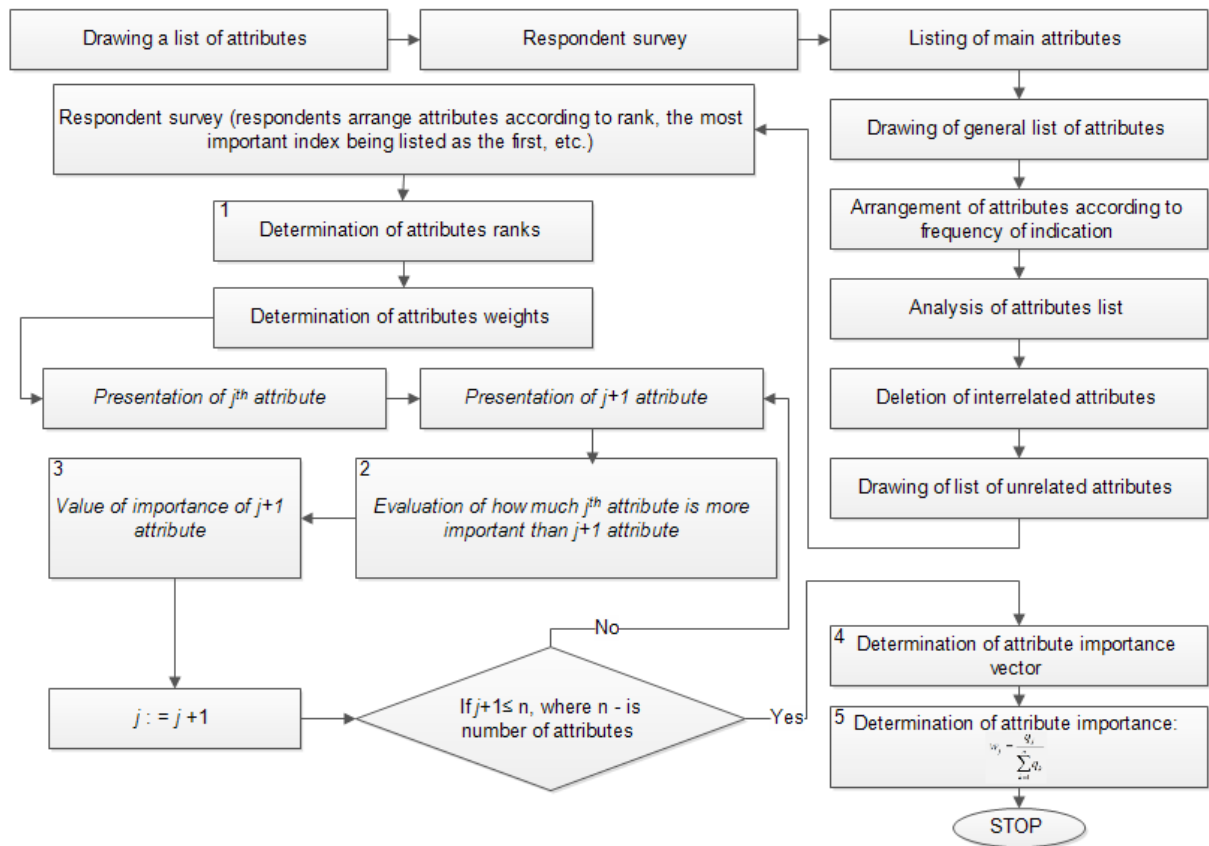 Drawing a list of attributes
Respondent survey
Listing of main attributes
Drawing of general list of attributes
Arrangement of attributes according to
frequency of indication
Analysis of attributes list
Deletion of interrelated attributes
Drawing of list of unrelated attributes
Respondent survey (respondents arrange attributes according to rank, the most
important index being listed as the first, etc.)
1
Determination of attributes ranks
Determination of attributes weights
Presentation of jth attribute
Presentation of j+1 attribute
2
Evaluation of how much jth attribute is more
important than j+1 attribute
3
Value of importance of j+1
attribute
j : = j +1
If j+1≤ n, where n - is
number of attributes
No
Yes
4
Determination of attribute importance
vector
5
Determination of attribute importance:
STOP